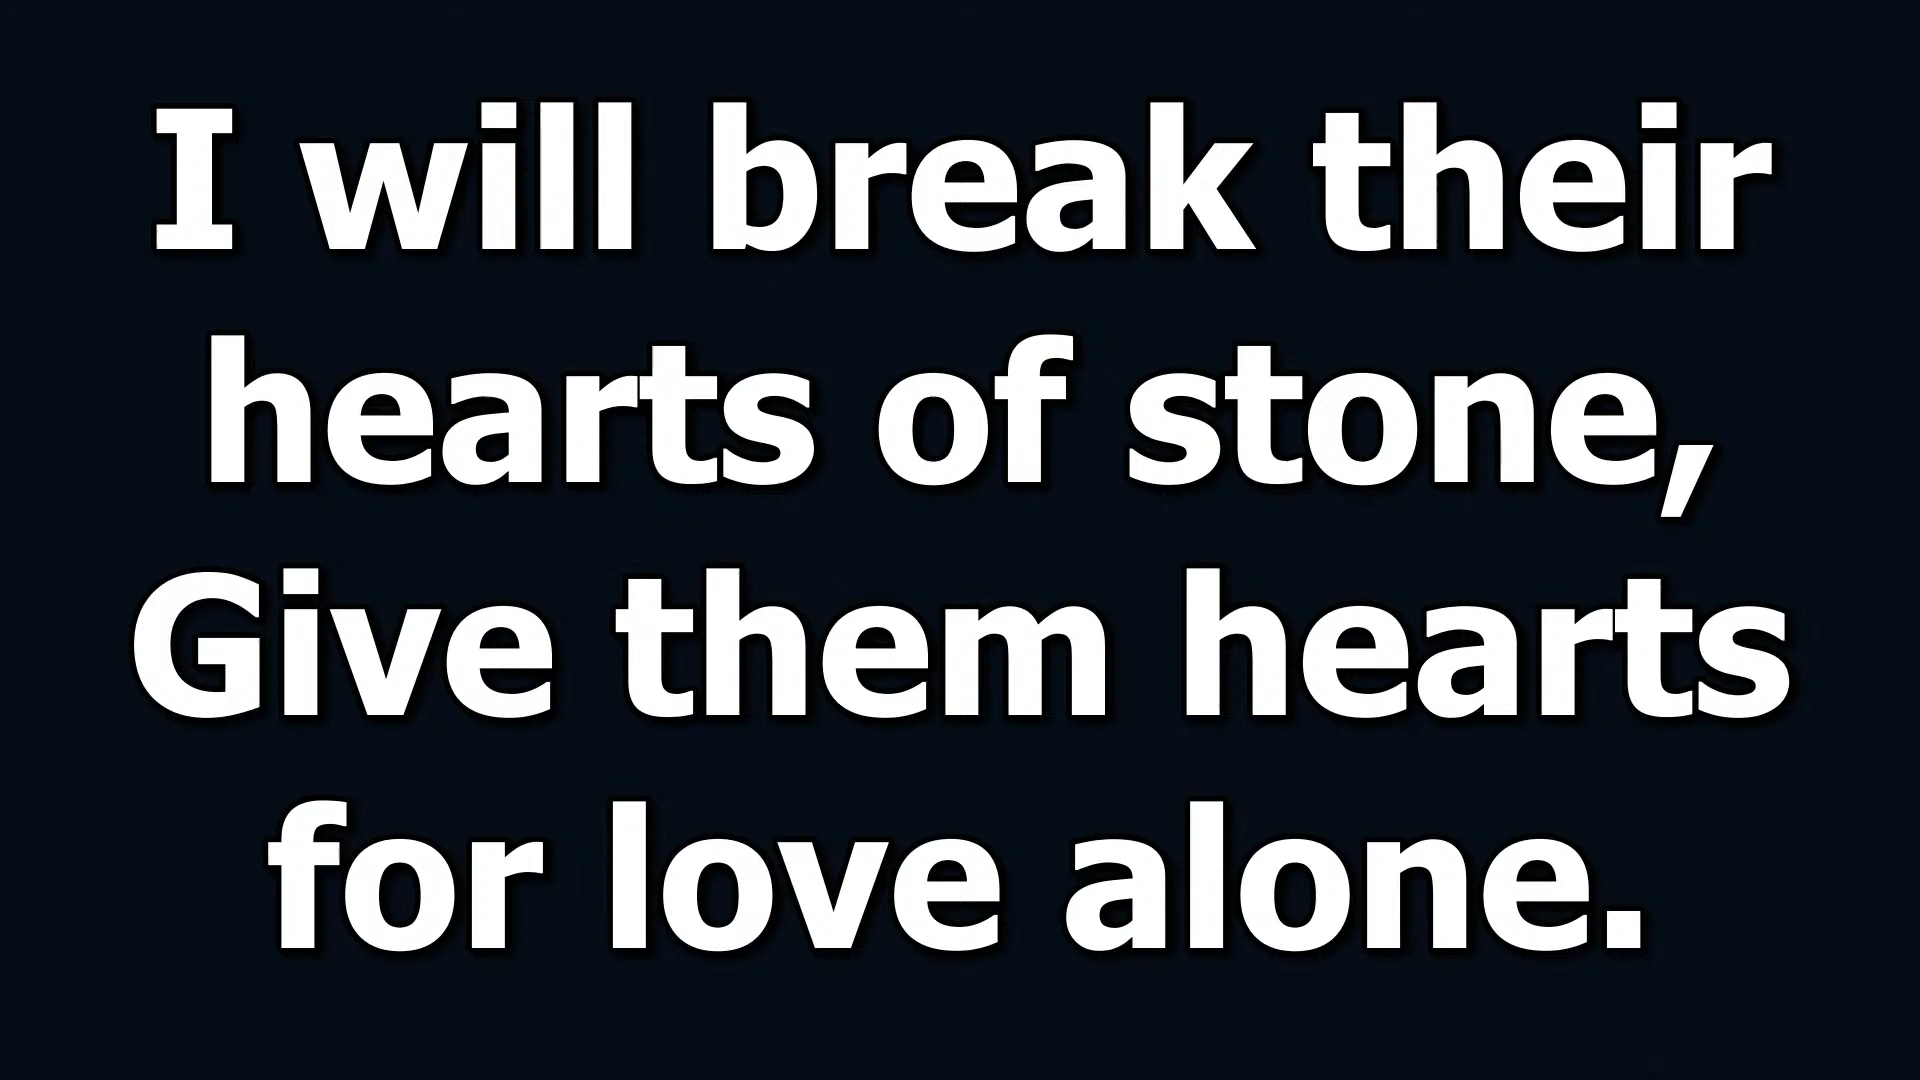 I will break their
hearts of stone,
Give them hearts
for love alone.